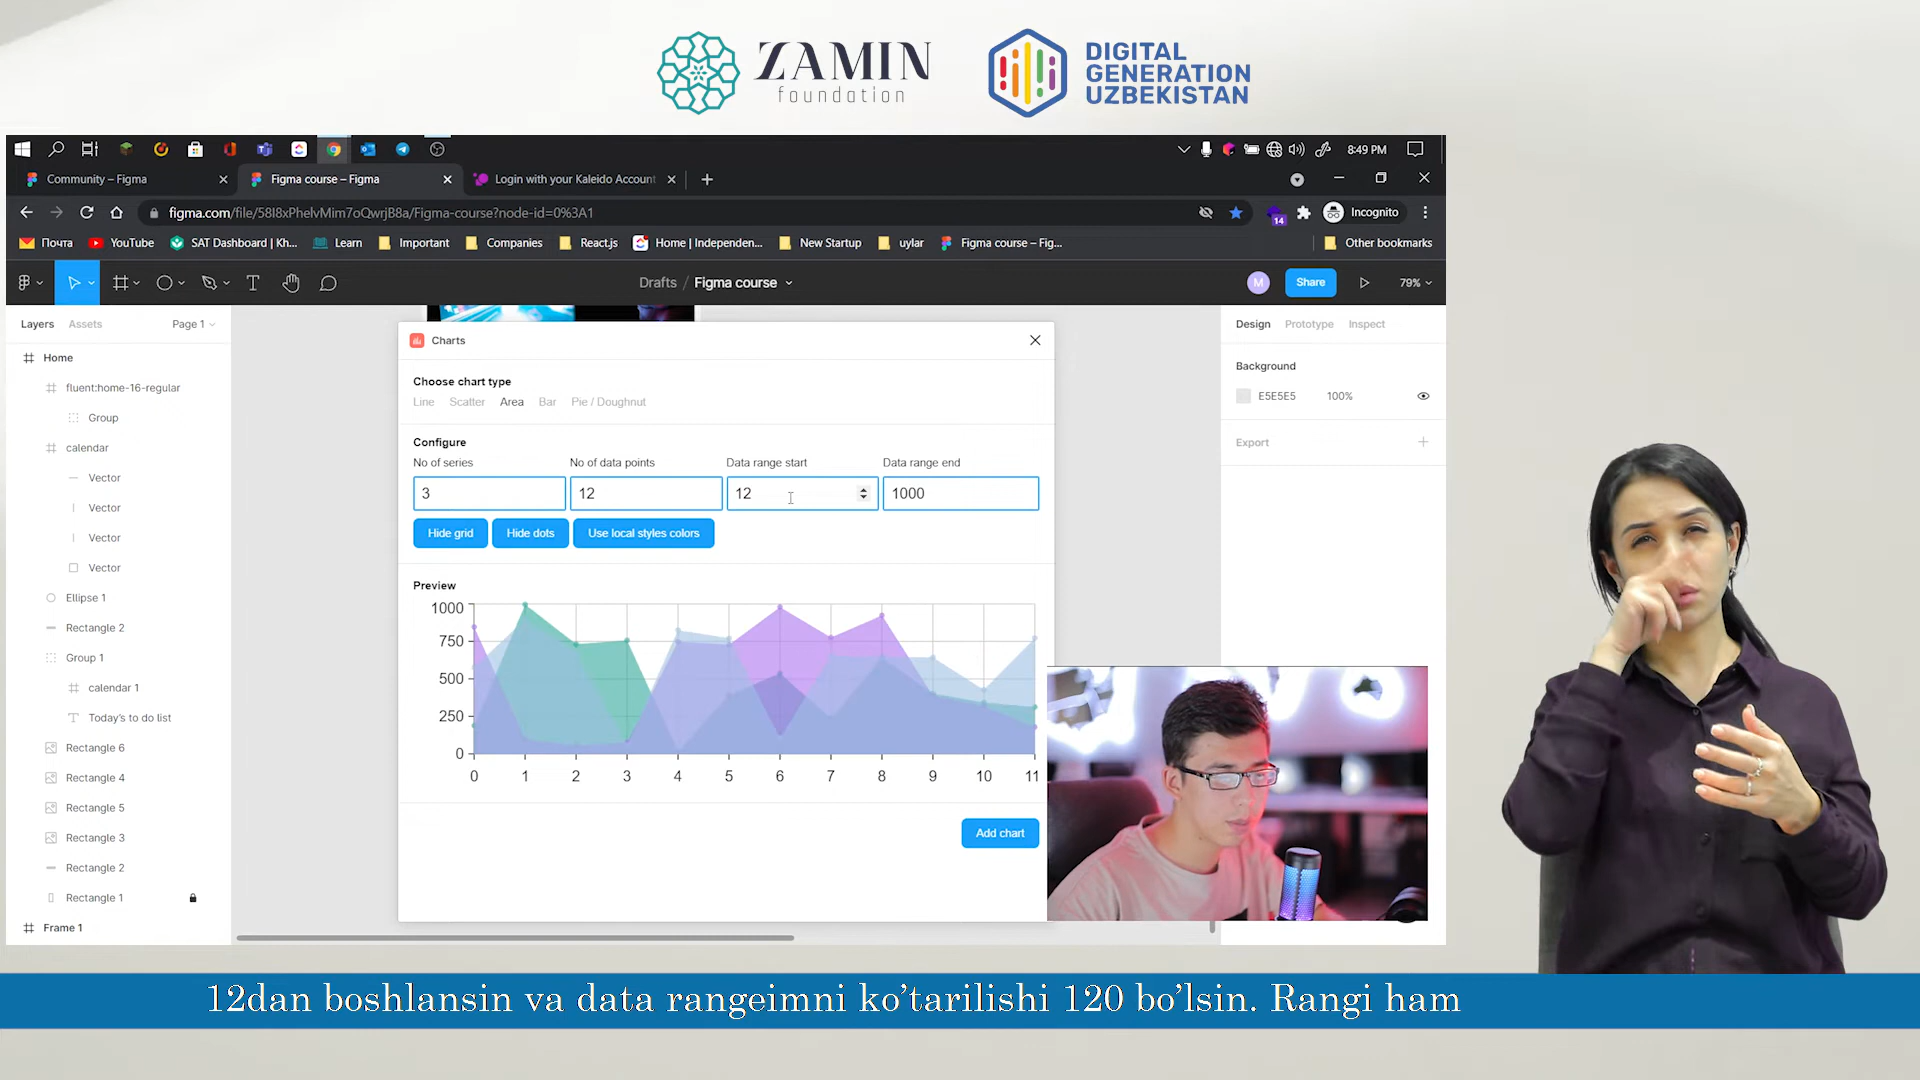 ZAMIN
foundation
DIGITAL
GENERATION
UZBEKISTAN
8:49 PM
Community – Figma
Figma course – Figma
Login with your Kaleido Account
figma.com/file/58I8xPhelvMim7oQwrjB8a/Figma-course?node-id=0%3A1
14
Incognito
Почта
YouTube
SAT Dashboard | Kh...
Learn
Important
Companies
React.js
Home | Independen...
New Startup
uylar
Figma course – Fig...
Other bookmarks
Drafts / Figma course
M
Share
79%
Layers
Assets
Page 1
Home
fluent:home-16-regular
Group
calendar
Vector
Vector
Vector
Vector
Ellipse 1
Rectangle 2
Group 1
calendar 1
Today's to do list
Rectangle 6
Rectangle 4
Rectangle 5
Rectangle 3
Rectangle 2
Rectangle 1
Frame 1
Charts
Choose chart type
Line Scatter Area Bar Pie / Doughnut
Configure
No of series
No of data points
Data range start
Data range end
3
12
12
1000
Hide grid
Hide dots
Use local styles colors
Preview
1000
750
500
250
0
0 1 2 3 4 5 6 7 8 9 10 11
Add chart
Design
Prototype
Inspect
Background
E5E5E5 100%
Export
12dan boshlansin va data rangeimni ko'tarilishi 120 bo'lsin. Rangi ham